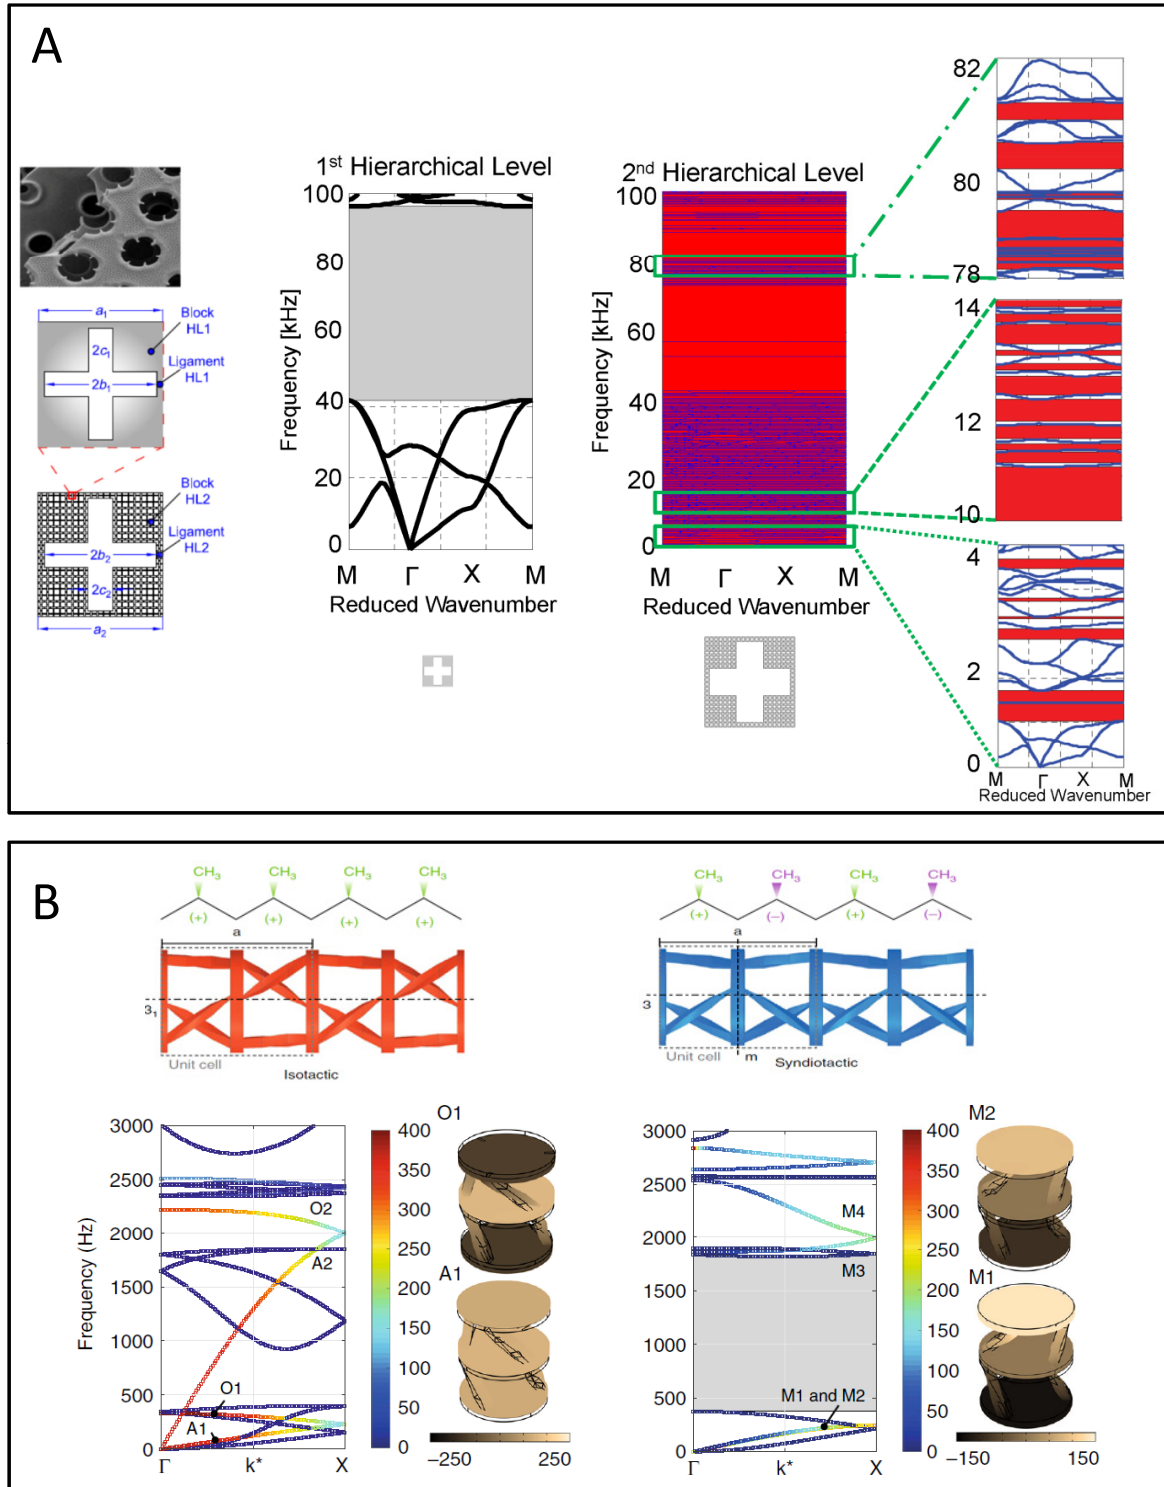 A
1st Hierarchical Level
100
80
60
40
20
0
Frequency [kHz]
M Γ X M
Reduced Wavenumber
2nd Hierarchical Level
100
80
60
40
20
0
Frequency [kHz]
M Γ X M
Reduced Wavenumber
82
80
78
14
12
10
4
2
0
M Γ X M
Reduced Wavenumber
a1
Block
HL1
2c1
Ligament
HL1
2b1
Block
HL2
Ligament
HL2
2b2
2c2
a2
B
CH3 CH3 CH3 CH3
(+) (+) (+) (+)
a
31
Unit cell
Isotactic
CH3 CH3 CH3 CH3
(+) (−) (+) (−)
a
3
Unit cell
m
Syndiotactic
3000
2500
2000
1500
1000
500
0
Frequency (Hz)
O2
A2
O1
A1
Γ k* X
400
350
300
250
200
150
100
50
0
O1
A1
−250 250
3000
2500
2000
1500
1000
500
0
M4
M3
M1 and M2
Γ k* X
400
350
300
250
200
150
100
50
0
M2
M1
−150 150